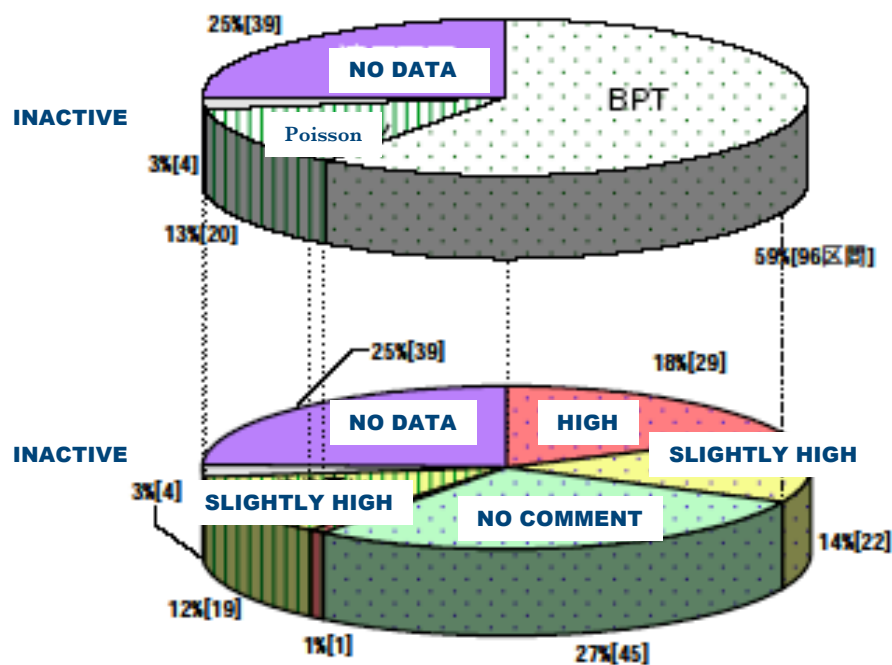 25%[39]
NO DATA
BPT
INACTIVE
Poisson
3%[4]
13%[20]
59%[96区間]
25%[39]
18%[29]
NO DATA
HIGH
INACTIVE
SLIGHTLY HIGH
3%[4]
SLIGHTLY HIGH
NO COMMENT
14%[22]
12%[19]
1%[1]
27%[45]